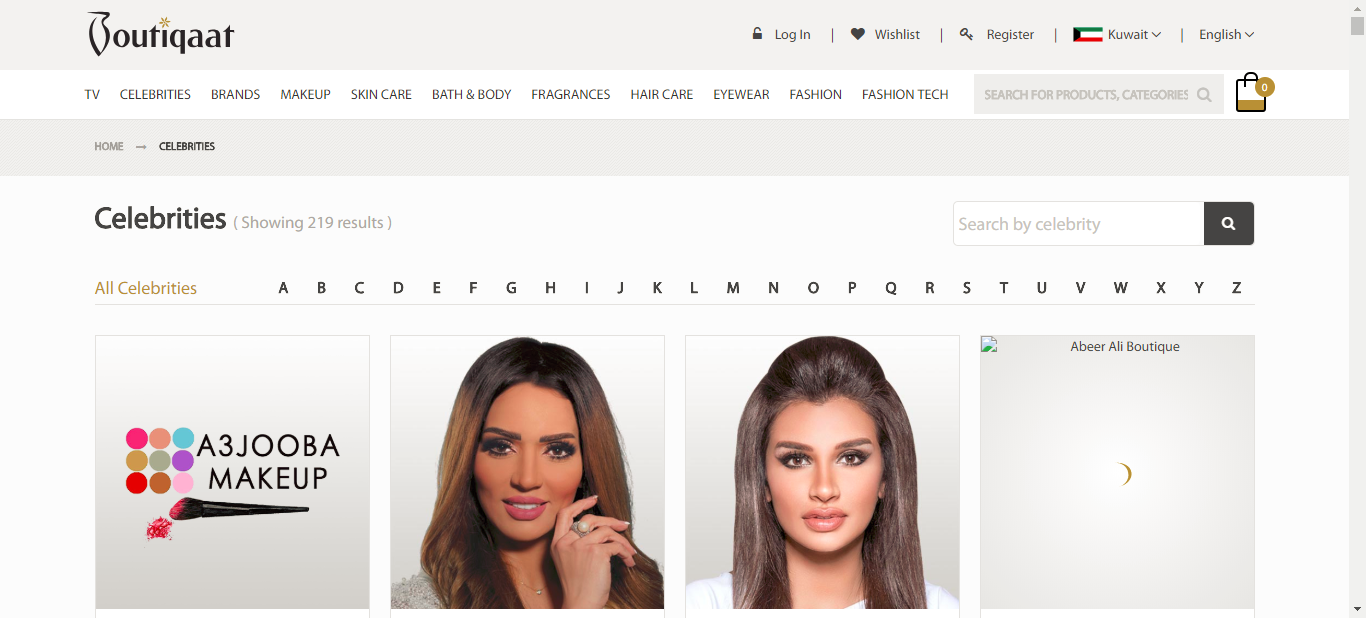 Boutiqaat
Log In | Wishlist | Register | Kuwait | English
TV CELEBRITIES BRANDS MAKEUP SKIN CARE BATH & BODY FRAGRANCES HAIR CARE EYEWEAR FASHION FASHION TECH SEARCH FOR PRODUCTS, CATEGORIES 0
HOME → CELEBRITIES
Celebrities ( Showing 219 results ) Search by celebrity
All Celebrities A B C D E F G H I J K L M N O P Q R S T U V W X Y Z
Abeer Ali Boutique
A3JOOBA
MAKEUP